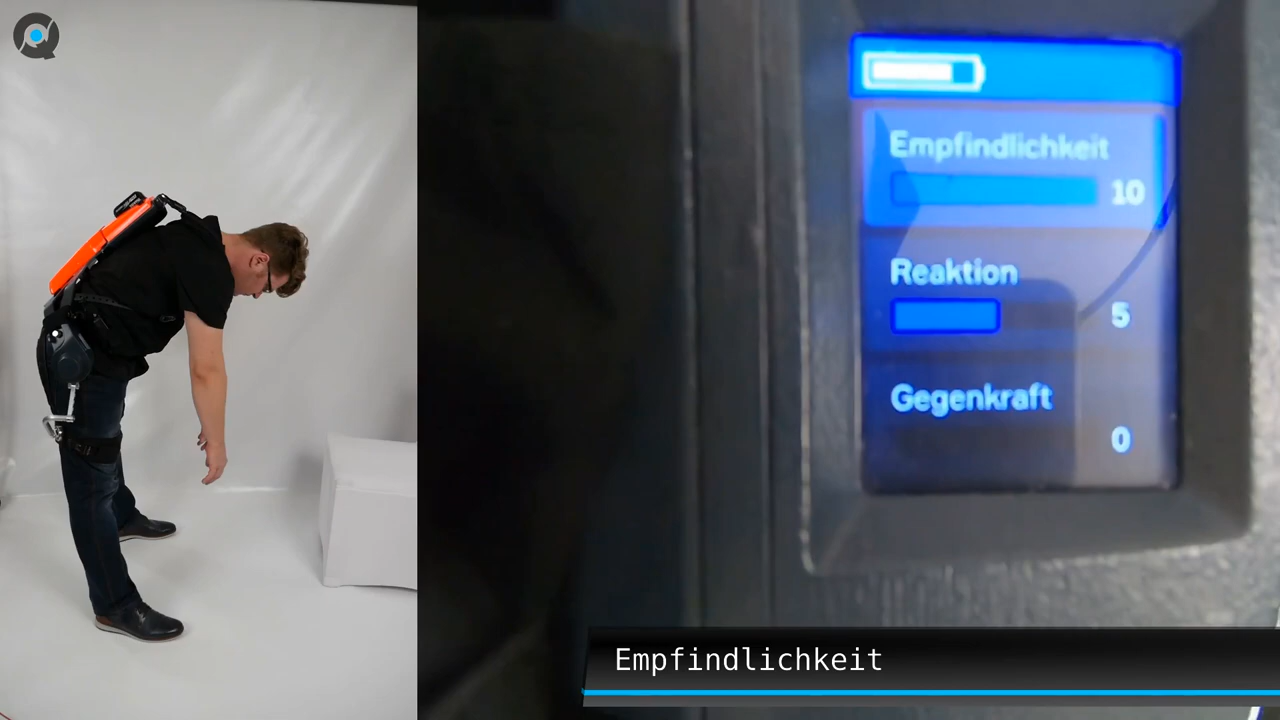 Empfindlichkeit
10
Reaktion
5
Gegenkraft
0
Empfindlichkeit